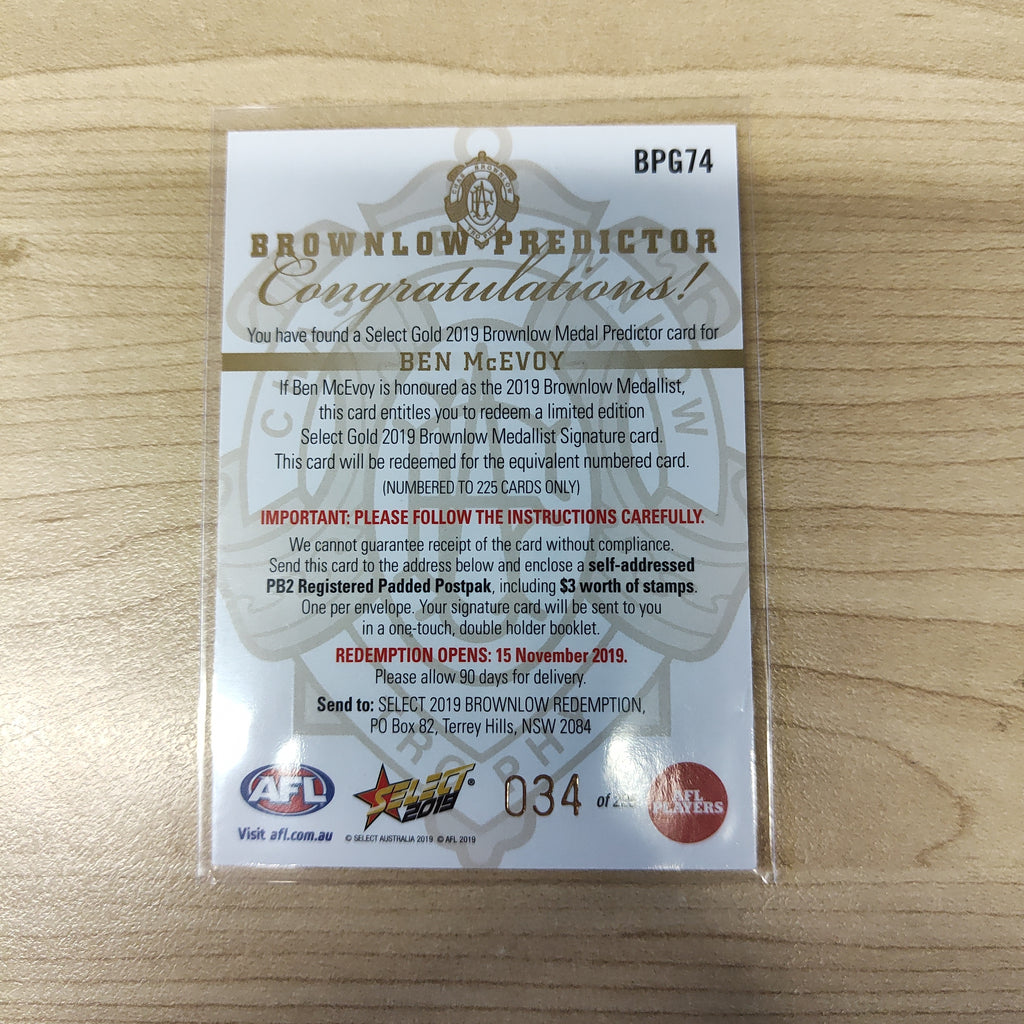 BPG74
CHAS BROWNLOW
TROPHY
BROWNLOW PREDICTOR
Congratulations!
You have found a Select Gold 2019 Brownlow Medal Predictor card for
BEN McEVOY
If Ben McEvoy is honoured as the 2019 Brownlow Medallist,
this card entitles you to redeem a limited edition
Select Gold 2019 Brownlow Medallist Signature card.
This card will be redeemed for the equivalent numbered card.
(NUMBERED TO 225 CARDS ONLY)
IMPORTANT: PLEASE FOLLOW THE INSTRUCTIONS CAREFULLY.
We cannot guarantee receipt of the card without compliance.
Send this card to the address below and enclose a self-addressed
PB2 Registered Padded Postpak, including $3 worth of stamps.
One per envelope. Your signature card will be sent to you
in a one-touch, double holder booklet.
REDEMPTION OPENS: 15 November 2019.
Please allow 90 days for delivery.
Send to: SELECT 2019 BROWNLOW REDEMPTION,
PO Box 82, Terrey Hills, NSW 2084
AFL
SELECT 2019
034 of
AFL
PLAYERS
Visit afl.com.au
© SELECT AUSTRALIA 2019 © AFL 2019